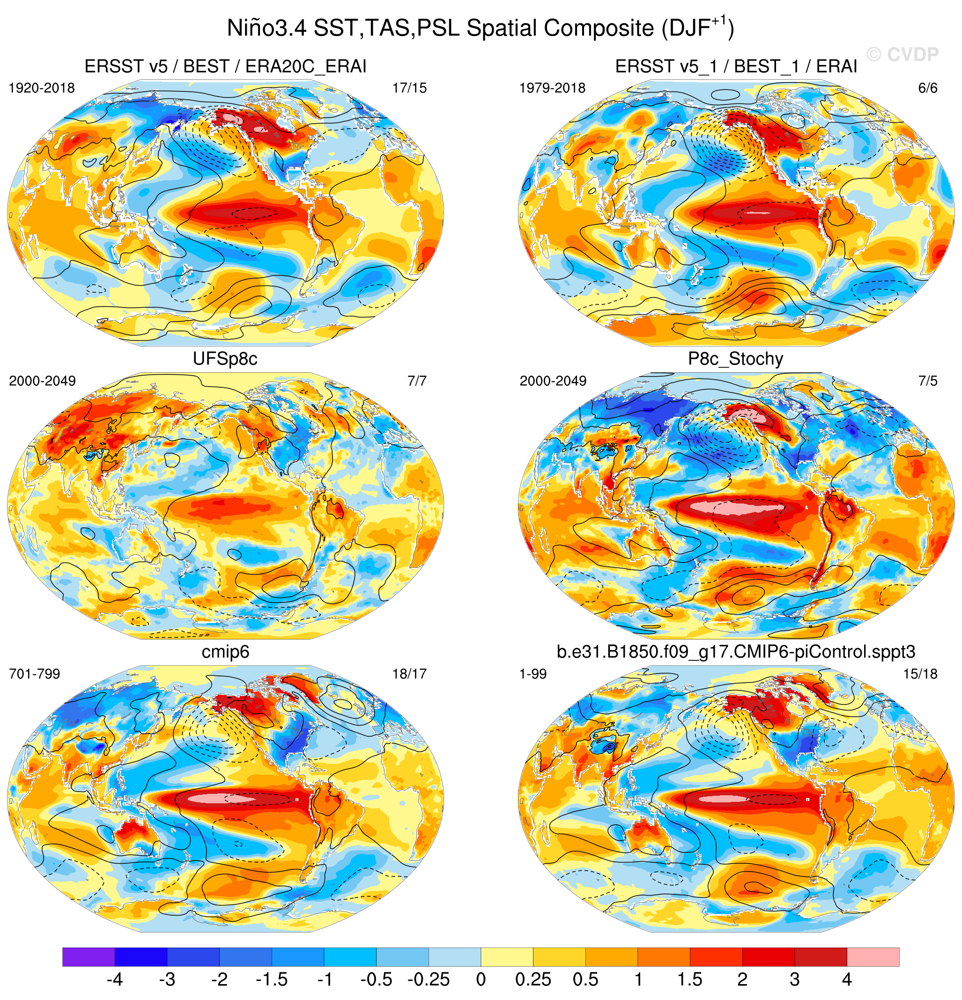 Niño3.4 SST,TAS,PSL Spatial Composite (DJF+1)
© CVDP
ERSST v5 / BEST / ERA20C_ERAI
1920-2018
17/15
ERSST v5_1 / BEST_1 / ERAI
1979-2018
6/6
UFSp8c
2000-2049
7/7
P8c_Stochy
2000-2049
7/5
cmip6
701-799
18/17
b.e31.B1850.f09_g17.CMIP6-piControl.sppt3
1-99
15/18
-4 -3 -2 -1.5 -1 -0.5 -0.25 0 0.25 0.5 1 1.5 2 3 4